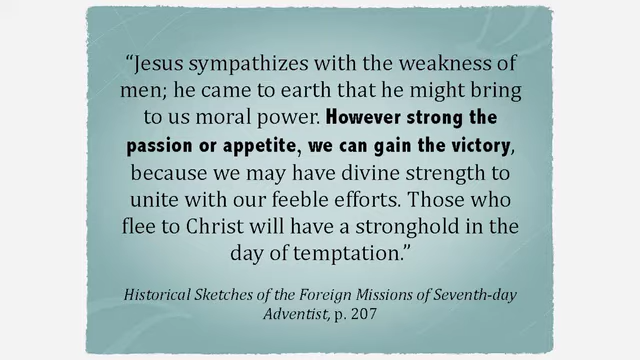 “Jesus sympathizes with the weakness of
men; he came to earth that he might bring
to us moral power. However strong the
passion or appetite, we can gain the victory,
because we may have divine strength to
unite with our feeble efforts. Those who
flee to Christ will have a stronghold in the
day of temptation.”
Historical Sketches of the Foreign Missions of Seventh-day
Adventist, p. 207